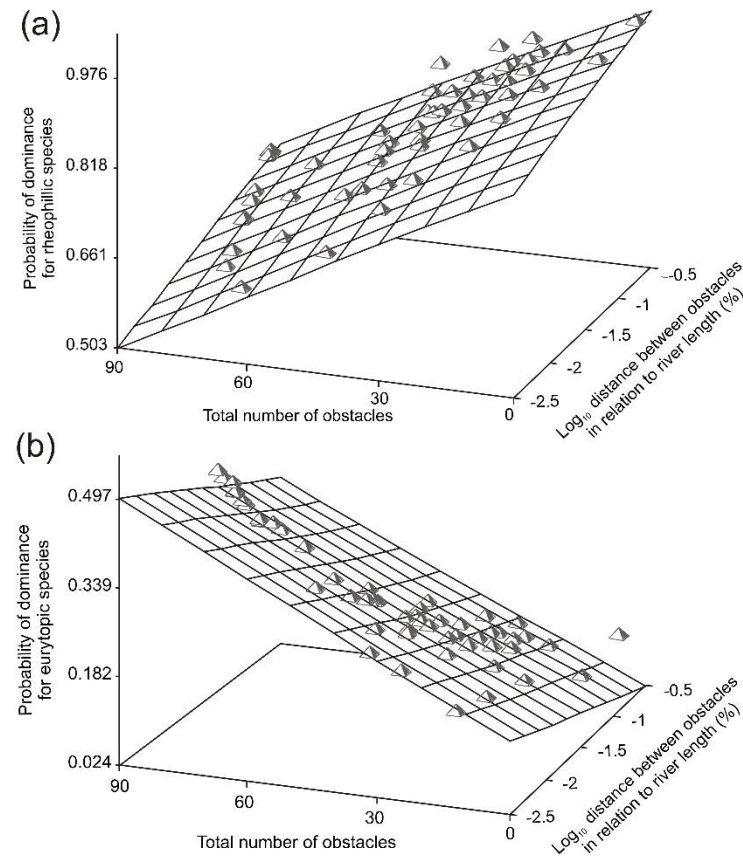 (a)
Probability of dominance
for rheophillic species
0.976
0.818
0.661
0.503
90
60
30
0
Total number of obstacles
-0.5
-1
-1.5
-2
-2.5
Log₁₀ distance between obstacles
in relation to river length (%)
(b)
Probability of dominance
for eurytopic species
0.497
0.339
0.182
0.024
90
60
30
0
Total number of obstacles
-0.5
-1
-1.5
-2
-2.5
Log₁₀ distance between obstacles
in relation to river length (%)